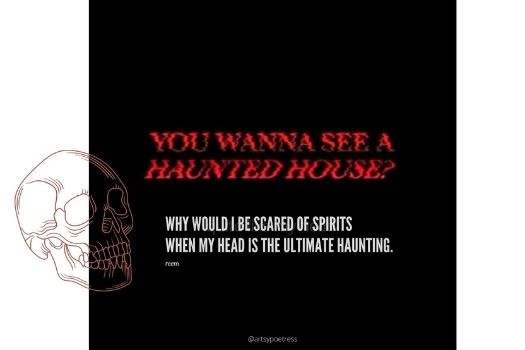 YOU WANNA SEE A
HAUNTED HOUSE?
WHY WOULD I BE SCARED OF SPIRITS
WHEN MY HEAD IS THE ULTIMATE HAUNTING.
reem
@artsypoetress